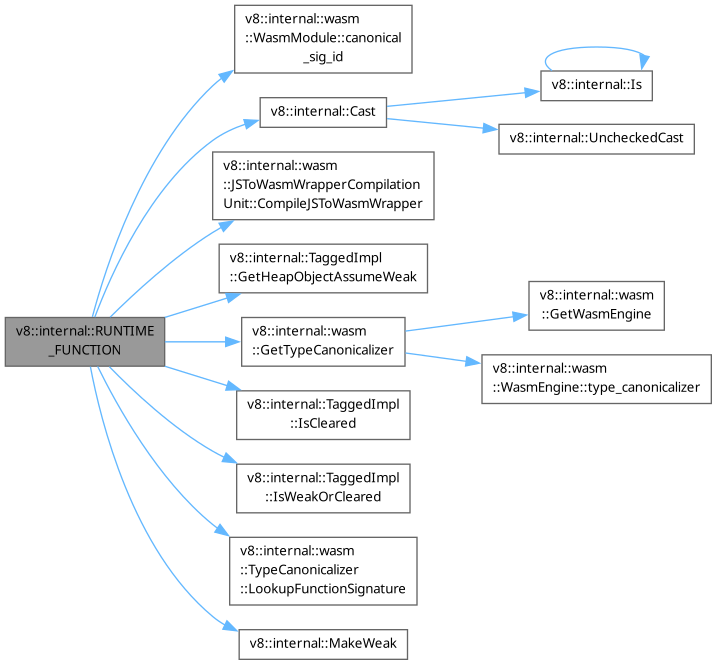 v8::internal::RUNTIME
_FUNCTION
v8::internal::wasm
::WasmModule::canonical
_sig_id
v8::internal::Cast
v8::internal::Is
v8::internal::UncheckedCast
v8::internal::wasm
::JSToWasmWrapperCompilation
Unit::CompileJSToWasmWrapper
v8::internal::TaggedImpl
::GetHeapObjectAssumeWeak
v8::internal::wasm
::GetTypeCanonicalizer
v8::internal::wasm
::GetWasmEngine
v8::internal::wasm
::WasmEngine::type_canonicalizer
v8::internal::TaggedImpl
::IsCleared
v8::internal::TaggedImpl
::IsWeakOrCleared
v8::internal::wasm
::TypeCanonicalizer
::LookupFunctionSignature
v8::internal::MakeWeak